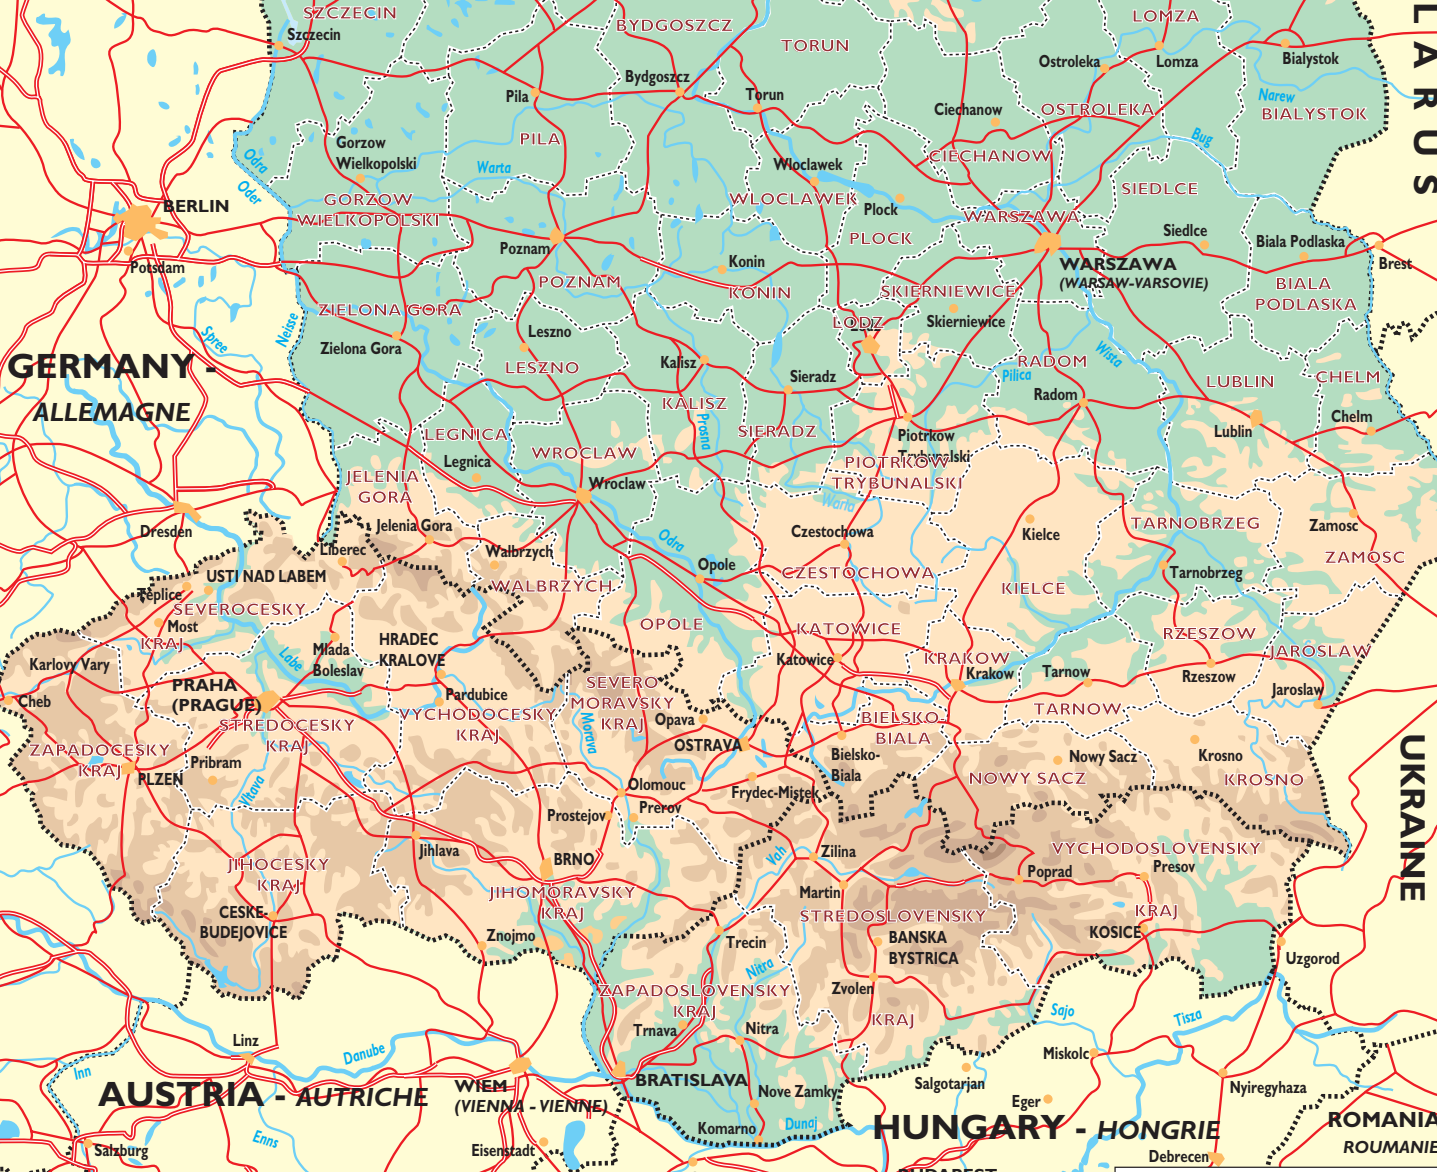 SZCZECIN
Szczecin
BYDGOSZCZ
TORUN
LOMZA
Ostroleka
Lomza
Bialystok
LARUS
Pila
Bydgoszcz
Torun
Ciechanow
OSTROLEKA
Narew
BIALYSTOK
Odra
Oder
Gorzow
Wielkopolski
PILA
Warta
Wloclawek
CIECHANOW
Bug
BERLIN
Potsdam
GORZOW
WIELKOPOLSKI
WLOCLAWEK
Plock
PLOCK
WARSZAWA
SIEDLCE
Poznam
Konin
WARSZAWA
(WARSAW-VARSOVIE)
Siedlce
Biala Podlaska
Brest
POZNAM
KONIN
SKIERNIEWICE
BIALA
PODLASKA
Spree
Neisse
ZIELONA GORA
Zielona Gora
Leszno
LODZ
Skierniewice
GERMANY -
ALLEMAGNE
LESZNO
Kalisz
Sieradz
RADOM
Pilica
Wista
LUBLIN
CHELM
KALISZ
Prosna
SIERADZ
Radom
Lublin
Chelm
LEGNICA
Legnica
WROCLAW
Piotrkow
Trybunalski
PIOTRKOW
TRYBUNALSKI
JELENIA
GORA
Wroclaw
Warta
Dresden
Jelenia Gora
Liberec
Walbrzych
Odra
Czestochowa
Kielce
TARNOBRZEG
Zamosc
ZAMOSC
USTI NAD LABEM
Teplice
SEVEROCESKY
KRAJ
Most
WALBRZYCH
Opole
CZESTOCHOWA
KIELCE
Tarnobrzeg
OPOLE
KATOWICE
RZESZOW
JAROSLAW
Karlovy Vary
Cheb
Labe
Mlada
Boleslav
HRADEC
KRALOVE
Katowice
KRAKOW
Krakow
Tarnow
Rzeszow
Jaroslaw
PRAHA
(PRAGUE)
Pardubice
SEVERO
MORAVSKY
KRAJ
STREDOCESKY
KRAJ
VYCHODOCESKY
KRAJ
Morava
Opava
OSTRAVA
BIELSKO-
BIALA
Bielsko-
Biala
TARNOW
ZAPADOCESKY
KRAJ
PLZEN
Pribram
Vltava
Nowy Sacz
NOWY SACZ
Krosno
KROSNO
UKRAINE
Olomouc
Prerov
Prostejov
Frydec-Mistek
Jihlava
BRNO
Vah
Zilina
Martin
VYCHODOSLOVENSKY
Presov
Poprad
KRAJ
JIHOCESKY
KRAJ
JIHOMORAVSKY
KRAJ
STREDOSLOVENSKY
CESKE
BUDEJOVICE
Znojmo
Trecin
BANSKA
BYSTRICA
KOSICE
Uzgorod
Nitra
Zvolen
ZAPADOSLOVENSKY
KRAJ
KRAJ
Trnava
Nitra
Sajo
Tisza
Linz
Danube
Inn
Miskolc
AUSTRIA - AUTRICHE
WIEM
(VIENNA - VIENNE)
BRATISLAVA
Nove Zamky
Salgotarjan
Nyiregyhaza
Eger
Enns
Salzburg
Eisenstadt
Komarno
Dunaj
HUNGARY - HONGRIE
ROMANIA
ROUMANIE
Debrecen
BUDAPEST